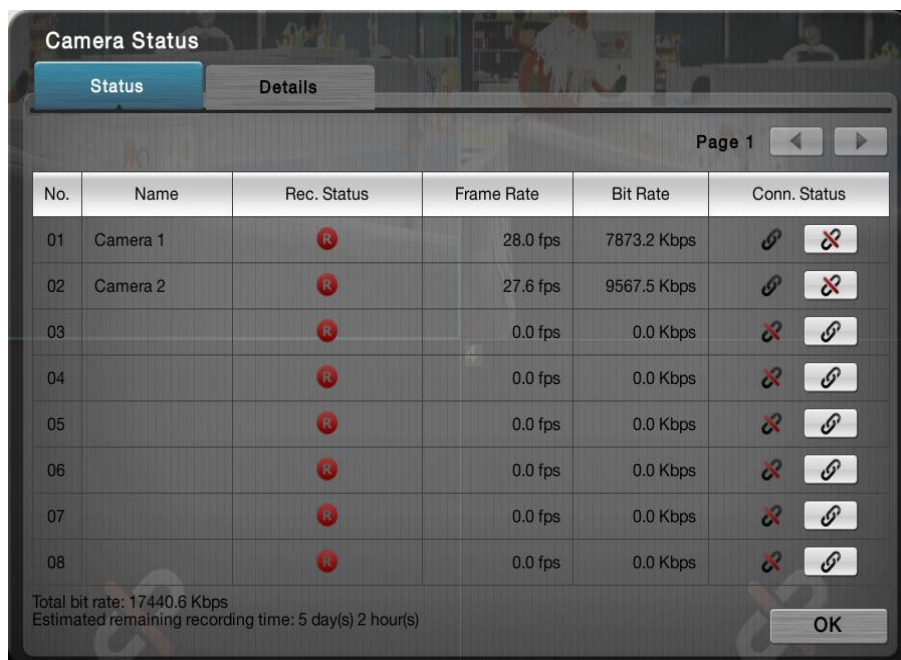 Camera Status
Status Details
Page 1
No. Name Rec. Status Frame Rate Bit Rate Conn. Status
01 Camera 1 R 28.0 fps 7873.2 Kbps
02 Camera 2 R 27.6 fps 9567.5 Kbps
03 R 0.0 fps 0.0 Kbps
4
04 R 0.0 fps 0.0 Kbps
05 R 0.0 fps 0.0 Kbps
06 R 0.0 fps 0.0 Kbps
07 R 0.0 fps 0.0 Kbps
08 R 0.0 fps 0.0 Kbps
Total bit rate: 17440.6 Kbps
Estimated remaining recording time: 5 day(s) 2 hour(s)
OK